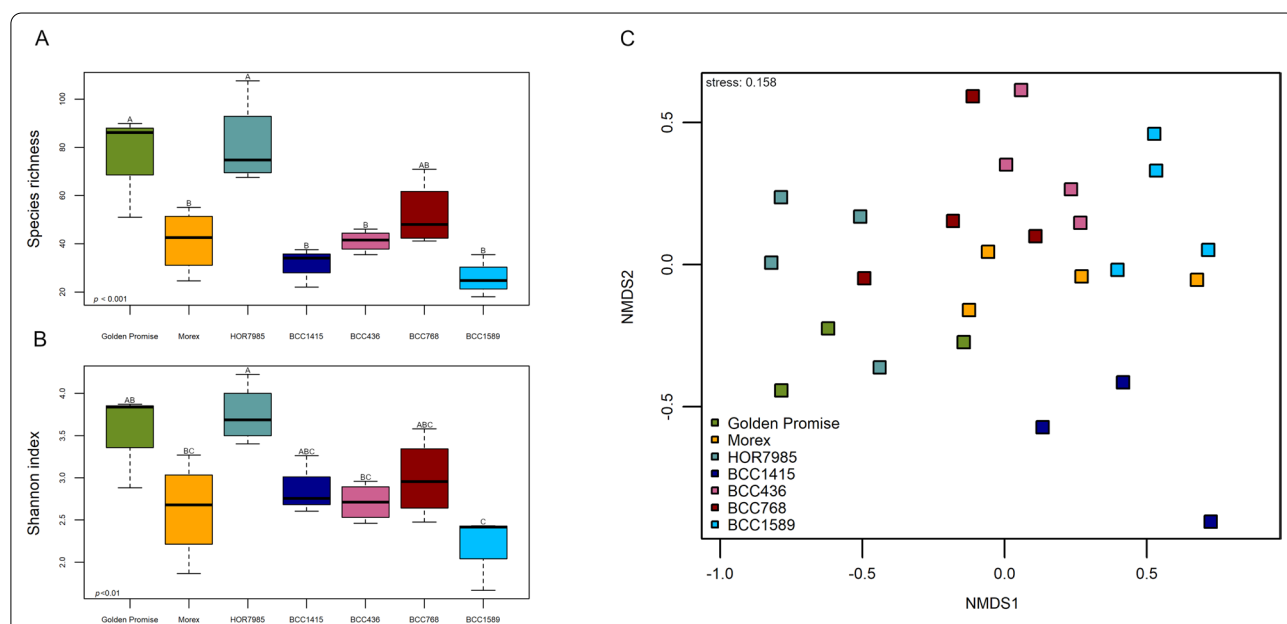 A
Species richness
100
80
60
40
20
A
B
A
B
B
AB
B
p < 0.001
Golden Promise
Morex
HOR7985
BCC1415
BCC436
BCC768
BCC1589
B
Shannon index
4.0
3.5
3.0
2.5
2.0
AB
BC
A
ABC
BC
ABC
C
p<0.01
Golden Promise
Morex
HOR7985
BCC1415
BCC436
BCC768
BCC1589
C
stress: 0.158
NMDS2
0.5
0.0
-0.5
Golden Promise
Morex
HOR7985
BCC1415
BCC436
BCC768
BCC1589
-1.0
-0.5
0.0
0.5
NMDS1